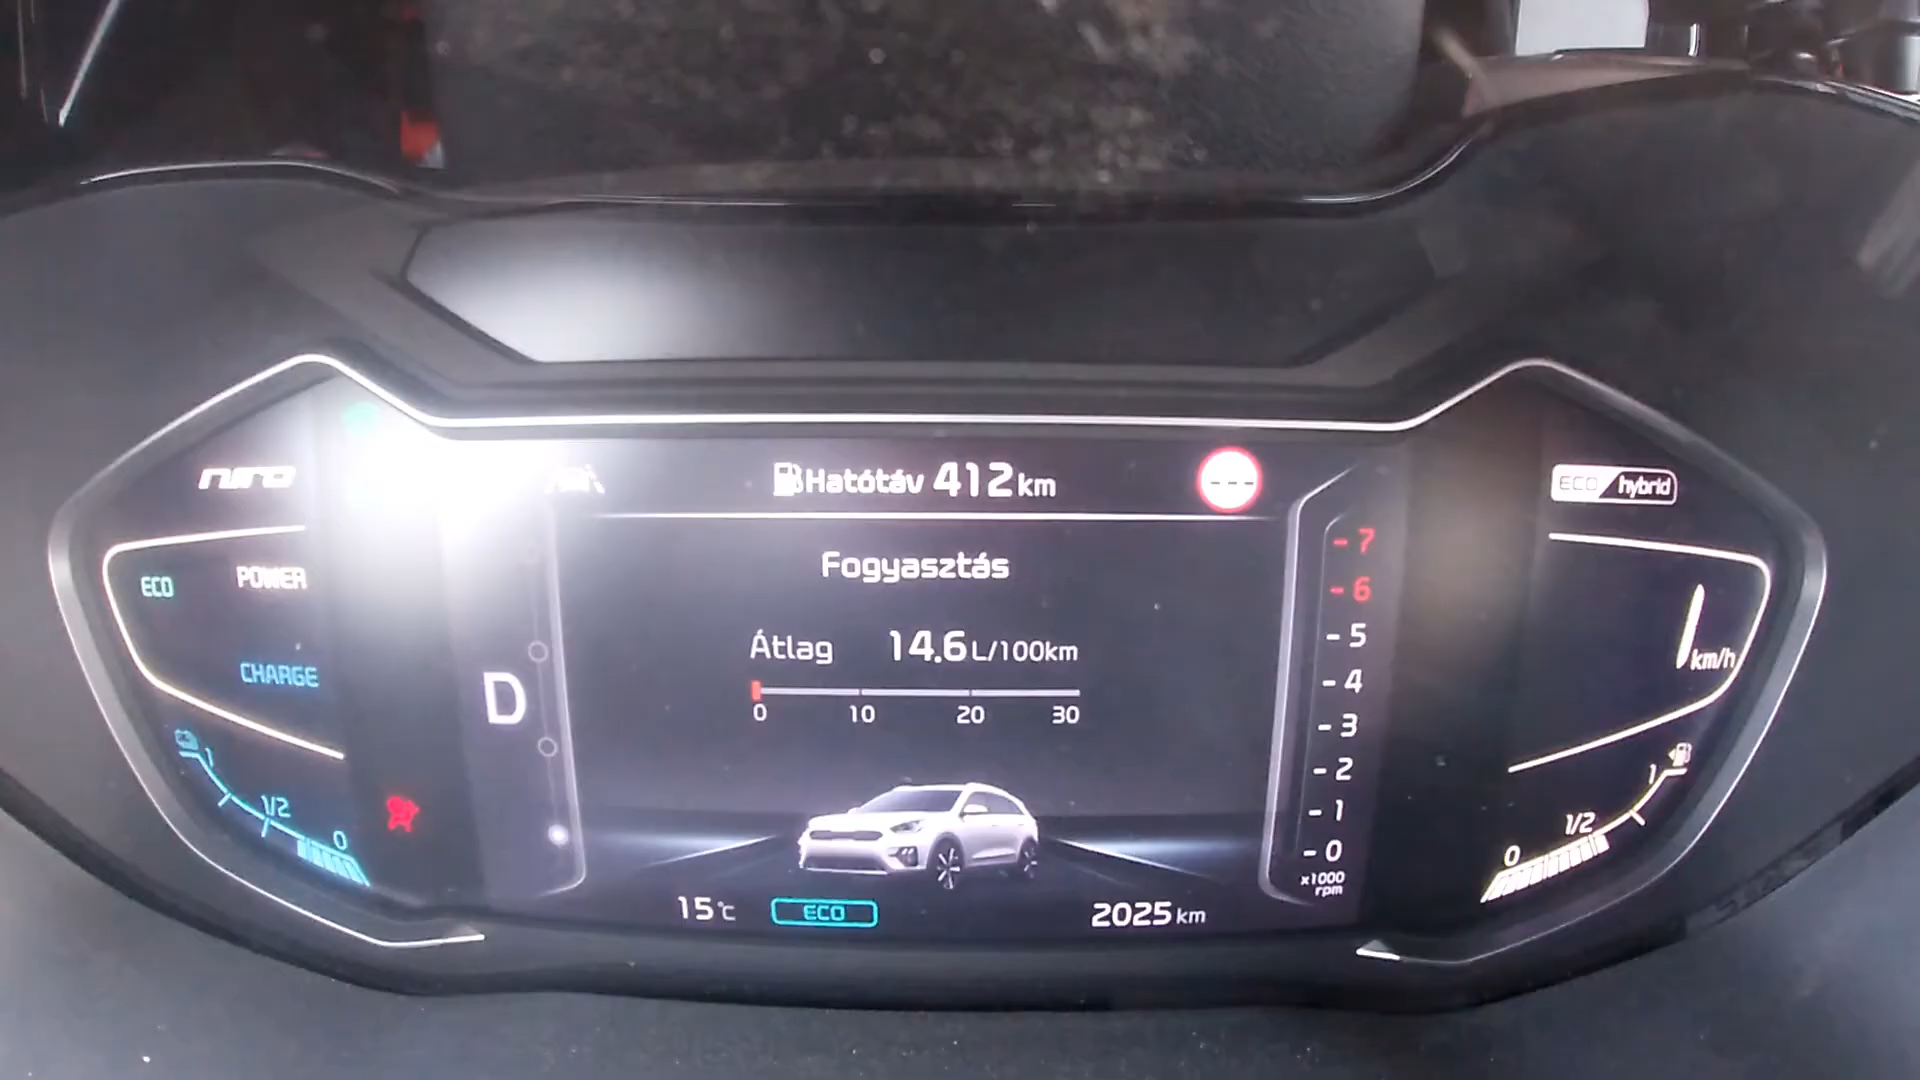 niro
Hatótáv 412 km
---
ECO hybrid
Fogyasztás
ECO POWER
CHARGE
Átlag 14.6 L/100km
0 10 20 30
D
- 7
- 6
- 5
- 4
- 3
- 2
- 1
- 0
x1000
rpm
km/h
1
1/2
0
1
1/2
0
15°C
ECO
2025 km